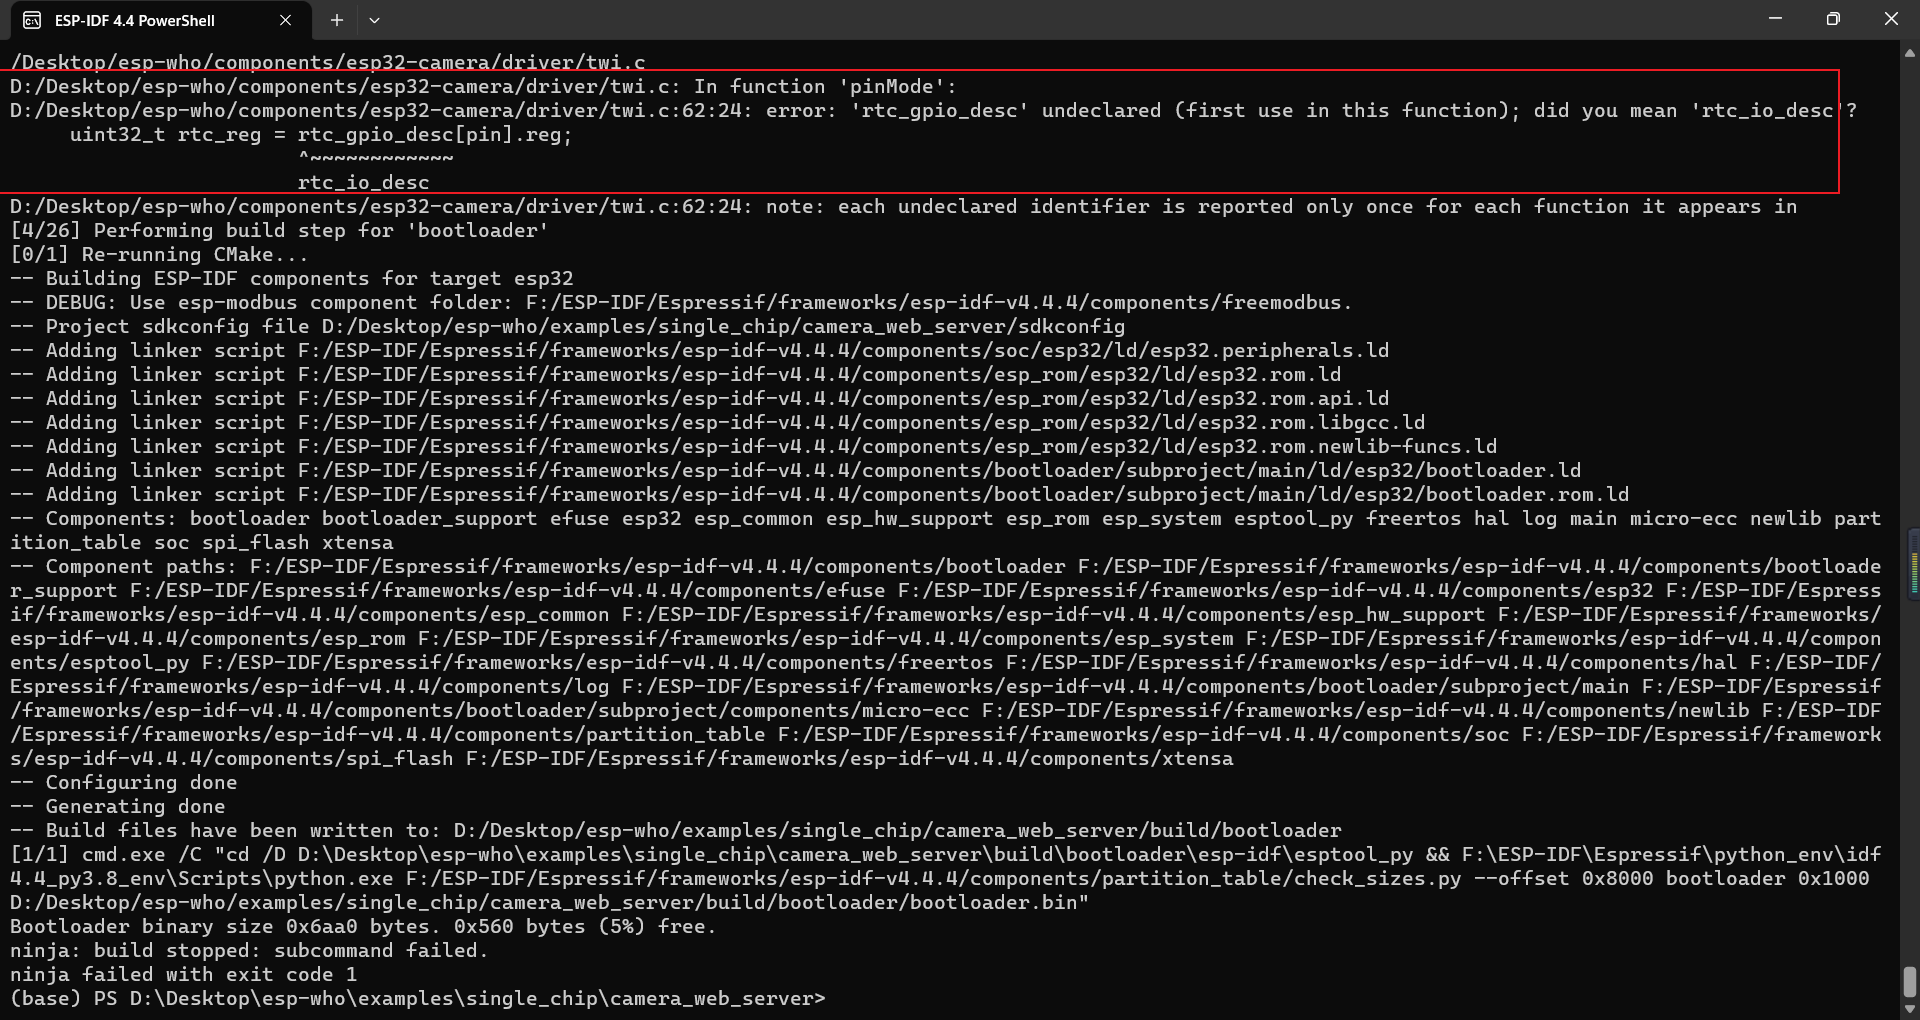 ESP-IDF 4.4 PowerShell
/Desktop/esp-who/components/esp32-camera/driver/twi.c
D:/Desktop/esp-who/components/esp32-camera/driver/twi.c: In function 'pinMode':
D:/Desktop/esp-who/components/esp32-camera/driver/twi.c:62:24: error: 'rtc_gpio_desc' undeclared (first use in this function); did you mean 'rtc_io_desc'?
     uint32_t rtc_reg = rtc_gpio_desc[pin].reg;
                        ^~~~~~~~~~~~~
                        rtc_io_desc
D:/Desktop/esp-who/components/esp32-camera/driver/twi.c:62:24: note: each undeclared identifier is reported only once for each function it appears in
[4/26] Performing build step for 'bootloader'
[0/1] Re-running CMake...
-- Building ESP-IDF components for target esp32
-- DEBUG: Use esp-modbus component folder: F:/ESP-IDF/Espressif/frameworks/esp-idf-v4.4.4/components/freemodbus.
-- Project sdkconfig file D:/Desktop/esp-who/examples/single_chip/camera_web_server/sdkconfig
-- Adding linker script F:/ESP-IDF/Espressif/frameworks/esp-idf-v4.4.4/components/soc/esp32/ld/esp32.peripherals.ld
-- Adding linker script F:/ESP-IDF/Espressif/frameworks/esp-idf-v4.4.4/components/esp_rom/esp32/ld/esp32.rom.ld
-- Adding linker script F:/ESP-IDF/Espressif/frameworks/esp-idf-v4.4.4/components/esp_rom/esp32/ld/esp32.rom.api.ld
-- Adding linker script F:/ESP-IDF/Espressif/frameworks/esp-idf-v4.4.4/components/esp_rom/esp32/ld/esp32.rom.libgcc.ld
-- Adding linker script F:/ESP-IDF/Espressif/frameworks/esp-idf-v4.4.4/components/esp_rom/esp32/ld/esp32.rom.newlib-funcs.ld
-- Adding linker script F:/ESP-IDF/Espressif/frameworks/esp-idf-v4.4.4/components/bootloader/subproject/main/ld/esp32/bootloader.ld
-- Adding linker script F:/ESP-IDF/Espressif/frameworks/esp-idf-v4.4.4/components/bootloader/subproject/main/ld/esp32/bootloader.rom.ld
-- Components: bootloader bootloader_support efuse esp32 esp_common esp_hw_support esp_rom esp_system esptool_py freertos hal log main micro-ecc newlib part
ition_table soc spi_flash xtensa
-- Component paths: F:/ESP-IDF/Espressif/frameworks/esp-idf-v4.4.4/components/bootloader F:/ESP-IDF/Espressif/frameworks/esp-idf-v4.4.4/components/bootloade
r_support F:/ESP-IDF/Espressif/frameworks/esp-idf-v4.4.4/components/efuse F:/ESP-IDF/Espressif/frameworks/esp-idf-v4.4.4/components/esp32 F:/ESP-IDF/Espress
if/frameworks/esp-idf-v4.4.4/components/esp_common F:/ESP-IDF/Espressif/frameworks/esp-idf-v4.4.4/components/esp_hw_support F:/ESP-IDF/Espressif/frameworks/
esp-idf-v4.4.4/components/esp_rom F:/ESP-IDF/Espressif/frameworks/esp-idf-v4.4.4/components/esp_system F:/ESP-IDF/Espressif/frameworks/esp-idf-v4.4.4/compon
ents/esptool_py F:/ESP-IDF/Espressif/frameworks/esp-idf-v4.4.4/components/freertos F:/ESP-IDF/Espressif/frameworks/esp-idf-v4.4.4/components/hal F:/ESP-IDF/
Espressif/frameworks/esp-idf-v4.4.4/components/log F:/ESP-IDF/Espressif/frameworks/esp-idf-v4.4.4/components/bootloader/subproject/main F:/ESP-IDF/Espressif
/frameworks/esp-idf-v4.4.4/components/bootloader/subproject/components/micro-ecc F:/ESP-IDF/Espressif/frameworks/esp-idf-v4.4.4/components/newlib F:/ESP-IDF
/Espressif/frameworks/esp-idf-v4.4.4/components/partition_table F:/ESP-IDF/Espressif/frameworks/esp-idf-v4.4.4/components/soc F:/ESP-IDF/Espressif/framework
s/esp-idf-v4.4.4/components/spi_flash F:/ESP-IDF/Espressif/frameworks/esp-idf-v4.4.4/components/xtensa
-- Configuring done
-- Generating done
-- Build files have been written to: D:/Desktop/esp-who/examples/single_chip/camera_web_server/build/bootloader
[1/1] cmd.exe /C "cd /D D:\Desktop\esp-who\examples\single_chip\camera_web_server\build\bootloader\esp-idf\esptool_py && F:\ESP-IDF\Espressif\python_env\idf
4.4_py3.8_env\Scripts\python.exe F:/ESP-IDF/Espressif/frameworks/esp-idf-v4.4.4/components/partition_table/check_sizes.py --offset 0x8000 bootloader 0x1000
D:/Desktop/esp-who/examples/single_chip/camera_web_server/build/bootloader/bootloader.bin"
Bootloader binary size 0x6aa0 bytes. 0x560 bytes (5%) free.
ninja: build stopped: subcommand failed.
ninja failed with exit code 1
(base) PS D:\Desktop\esp-who\examples\single_chip\camera_web_server>